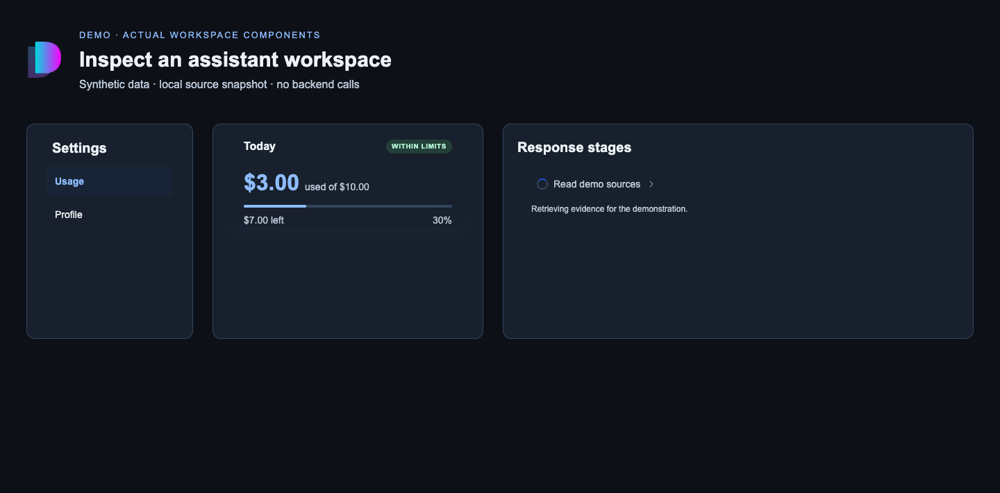 DEMO · ACTUAL WORKSPACE COMPONENTS
Inspect an assistant workspace
Synthetic data · local source snapshot · no backend calls
Settings
Usage
Profile
Today
WITHIN LIMITS
$3.00 used of $10.00
$7.00 left
30%
Response stages
Read demo sources
Retrieving evidence for the demonstration.